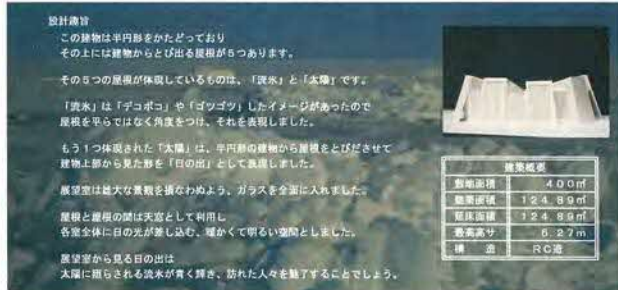 設計趣旨
この建物は半円形をかたどっており
その上には建物からとび出る屋根が5つあります。
その5つの屋根が体現しているものは、「流氷」と「太陽」です。
「流氷」は「デコボコ」や「ゴツゴツ」したイメージがあったので
屋根を平らではなく角度をつけ、それを表現しました。
もう1つ体現された「太陽」は、半円形の建物から屋根をとびださせて
建物上部から見た形を「日の出」として表現しました。
展望室は雄大な景観を損なわぬよう、ガラスを全面に入れました。
屋根と屋根の間は天窓として利用し
各室全体に日の光が差し込む、暖かくて明るい空間としました。
展望室から見る日の出は
太陽に照らされる流氷が青く輝き、訪れた人々を魅了することでしょう。
建築概要
敷地面積 400㎡
建築面積 124.89㎡
延床面積 124.89㎡
最高高サ 5.27m
構造 RC造